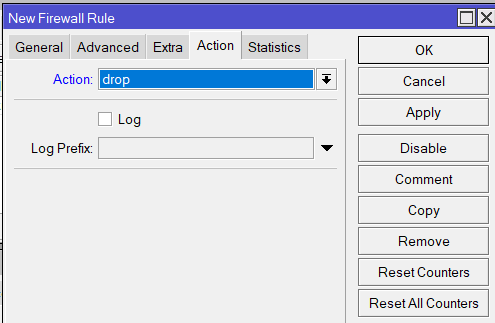 New Firewall Rule
General Advanced Extra Action Statistics
Action: drop
Log
Log Prefix:
OK
Cancel
Apply
Disable
Comment
Copy
Remove
Reset Counters
Reset All Counters